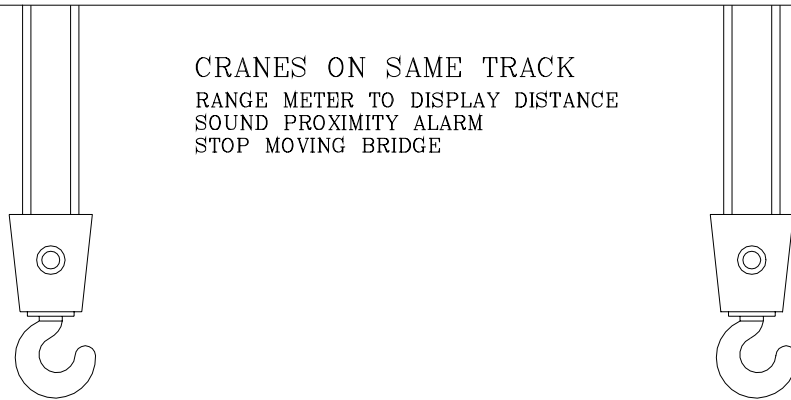 CRANES ON SAME TRACK
RANGE METER TO DISPLAY DISTANCE
SOUND PROXIMITY ALARM
STOP MOVING BRIDGE